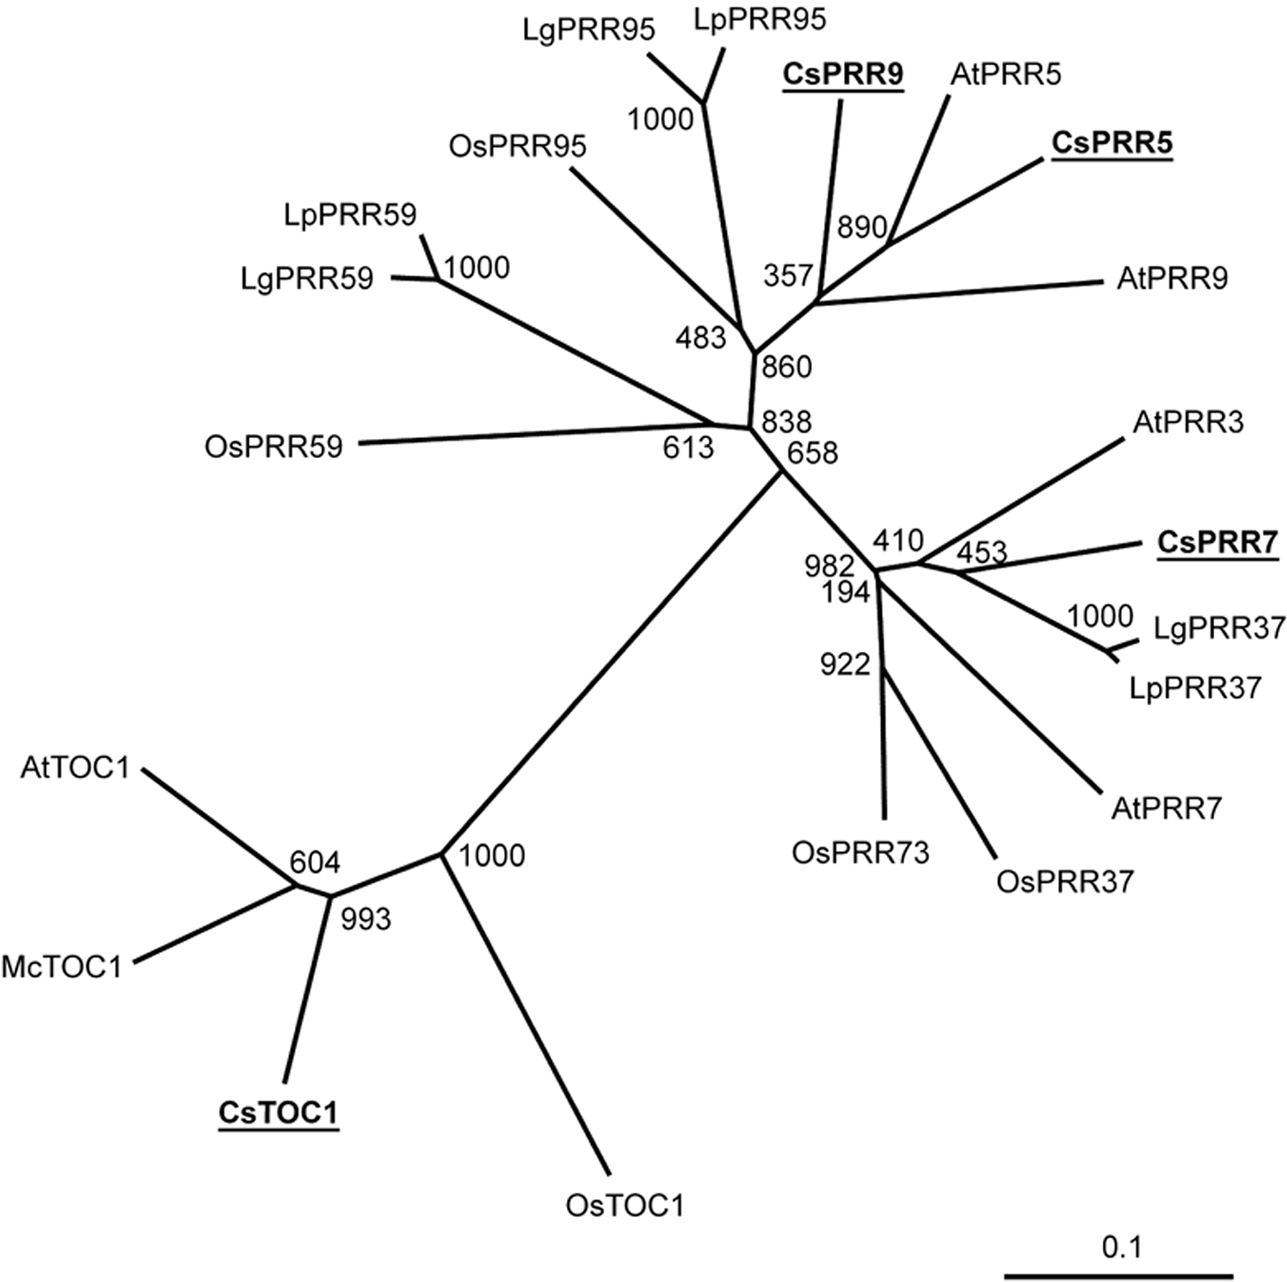 LgPRR95
LpPRR95
CsPRR9
AtPRR5
1000
CsPRR5
OsPRR95
LpPRR59
890
1000
357
LgPRR59
AtPRR9
483
860
838
AtPRR3
OsPRR59
613
658
410
453
CsPRR7
982
194
1000
LgPRR37
922
LpPRR37
AtTOC1
AtPRR7
OsPRR73
604
1000
OsPRR37
993
McTOC1
CsTOC1
OsTOC1
0.1